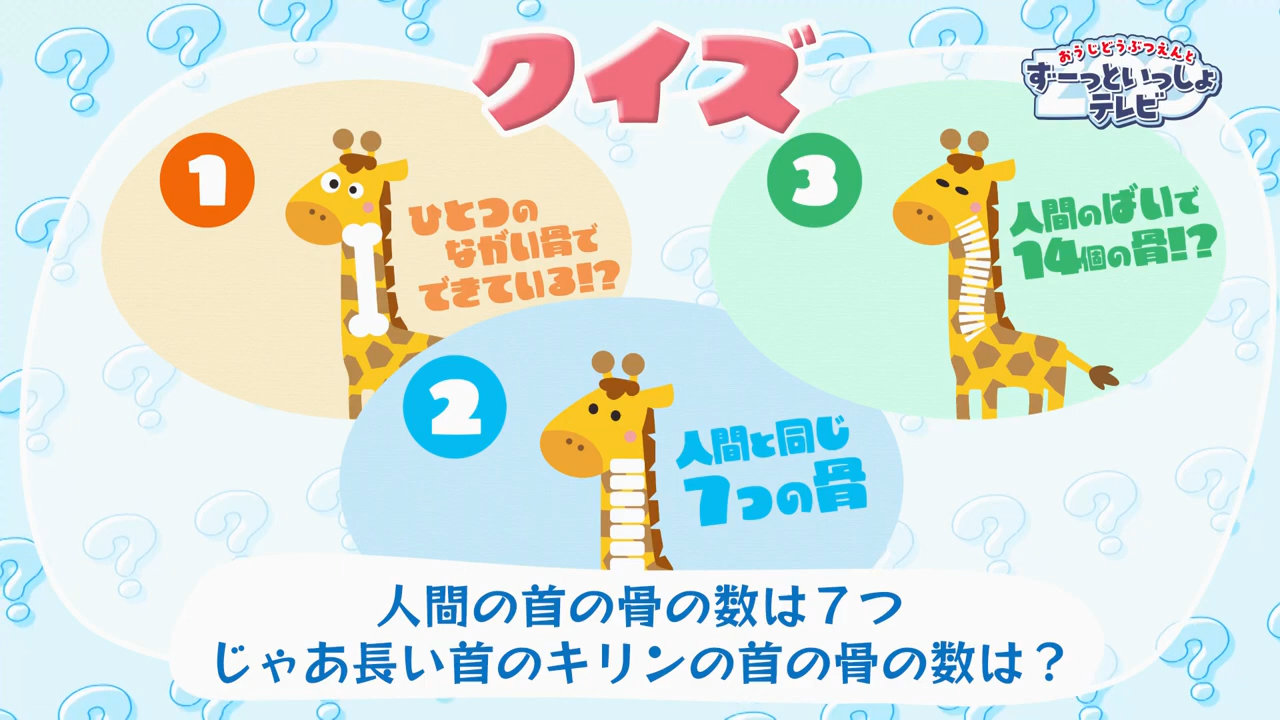 クイズ
おうじどうぶつえんと
ずーっといっしょ
テレビ
1
ひとつの
ながい骨で
できている!?
2
人間と同じ
7つの骨
3
人間のばいで
14個の骨!?
人間の首の骨の数は７つ
じゃあ長い首のキリンの首の骨の数は？